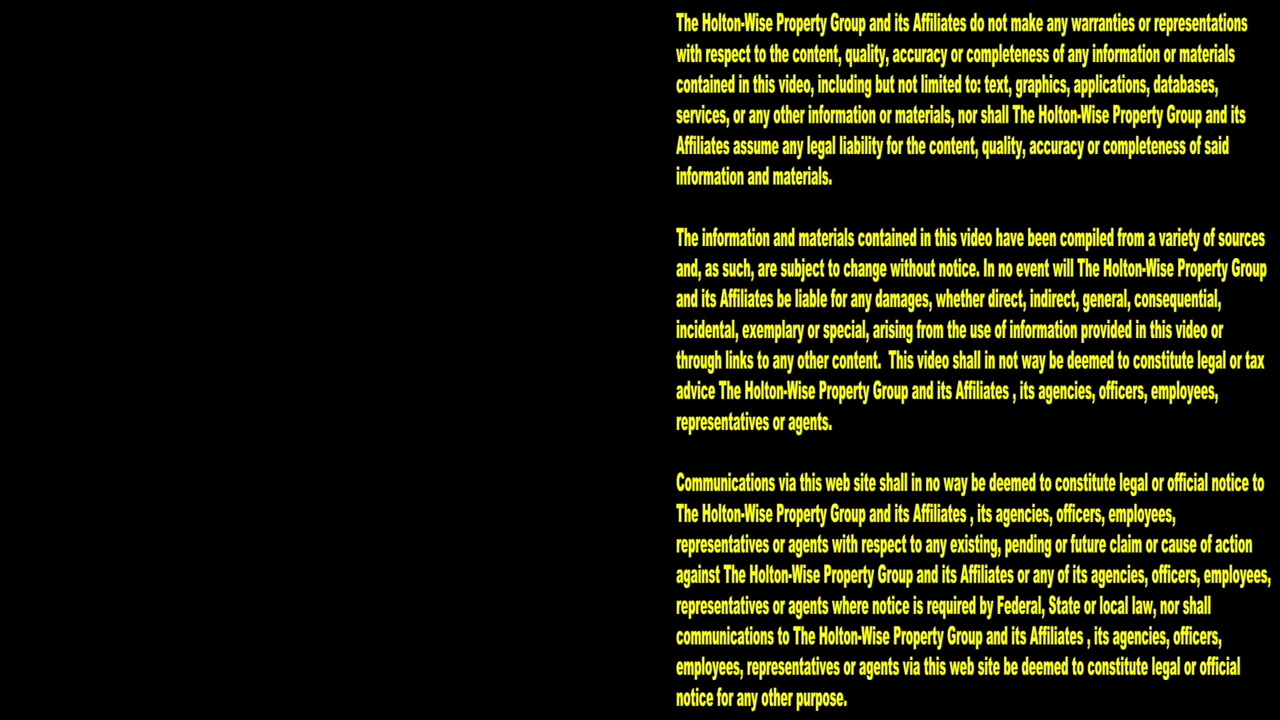 The Holton-Wise Property Group and its Affiliates do not make any warranties or representations
with respect to the content, quality, accuracy or completeness of any information or materials
contained in this video, including but not limited to: text, graphics, applications, databases,
services, or any other information or materials, nor shall The Holton-Wise Property Group and its
Affiliates assume any legal liability for the content, quality, accuracy or completeness of said
information and materials.
The information and materials contained in this video have been compiled from a variety of sources
and, as such, are subject to change without notice. In no event will The Holton-Wise Property Group
and its Affiliates be liable for any damages, whether direct, indirect, general, consequential,
incidental, exemplary or special, arising from the use of information provided in this video or
through links to any other content.  This video shall in not way be deemed to constitute legal or tax
advice The Holton-Wise Property Group and its Affiliates , its agencies, officers, employees,
representatives or agents.
Communications via this web site shall in no way be deemed to constitute legal or official notice to
The Holton-Wise Property Group and its Affiliates , its agencies, officers, employees,
representatives or agents with respect to any existing, pending or future claim or cause of action
against The Holton-Wise Property Group and its Affiliates or any of its agencies, officers, employees,
representatives or agents where notice is required by Federal, State or local law, nor shall
communications to The Holton-Wise Property Group and its Affiliates , its agencies, officers,
employees, representatives or agents via this web site be deemed to constitute legal or official
notice for any other purpose.